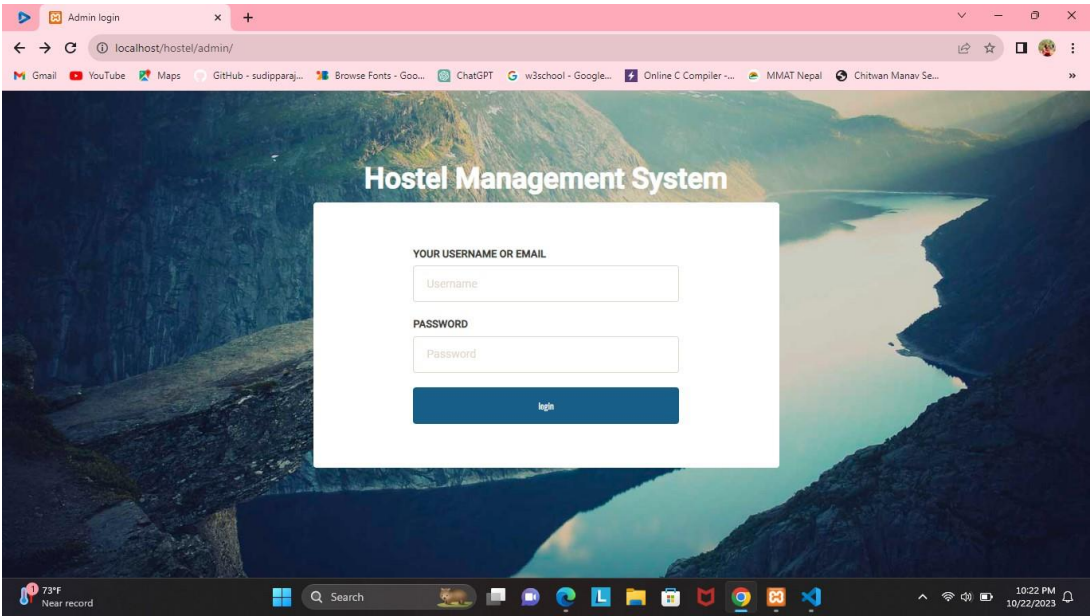 Admin login
localhost/hostel/admin/
Gmail YouTube Maps GitHub - sudipparaj... Browse Fonts - Goo... ChatGPT w3school - Google... Online C Compiler -... MMAT Nepal Chitwan Manav Se... »
Hostel Management System
YOUR USERNAME OR EMAIL
Username
PASSWORD
Password
login
1
73°F
Near record
Search
L
10:22 PM
10/22/2023